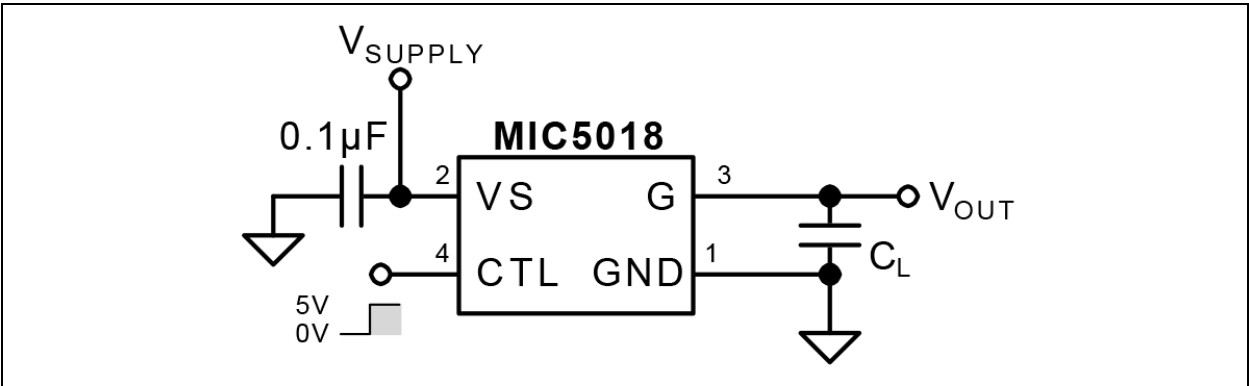 VSUPPLY
0.1µF
MIC5018
2
VS
G
3
VOUT
4
CTL
GND
1
CL
5V
0V